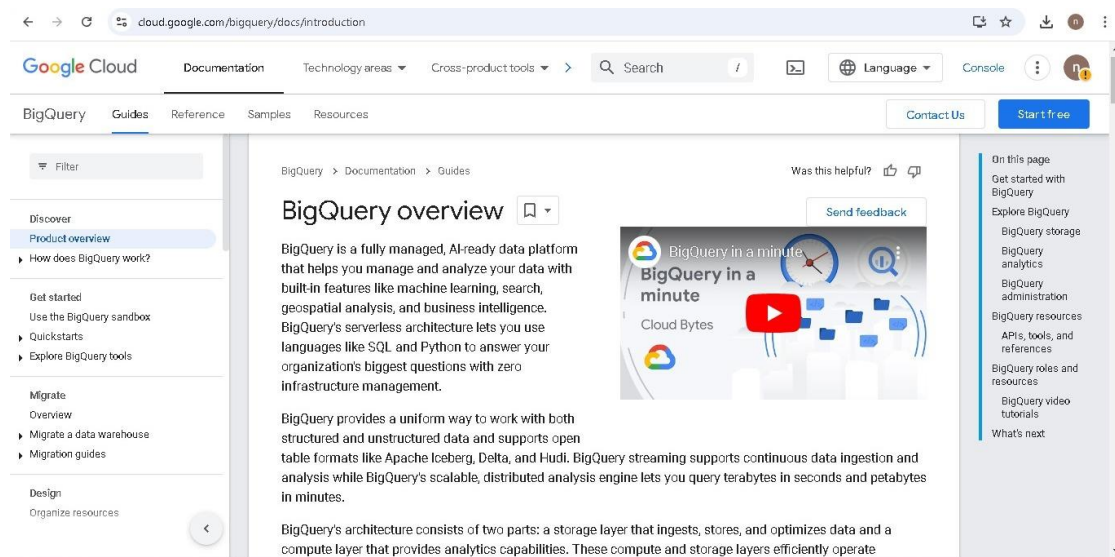 cloud.google.com/bigquery/docs/introduction
n
Google Cloud
Documentation
Technology areas
Cross-product tools
Search
/
Language
Console
n
BigQuery
Guides
Reference
Samples
Resources
Contact Us
Start free
Filter
Discover
Product overview
How does BigQuery work?
Get started
Use the BigQuery sandbox
Quickstarts
Explore BigQuery tools
Migrate
Overview
Migrate a data warehouse
Migration guides
Design
Organize resources
BigQuery > Documentation > Guides
Was this helpful?
BigQuery overview
Send feedback
BigQuery is a fully managed, AI-ready data platform
that helps you manage and analyze your data with
built-in features like machine learning, search,
geospatial analysis, and business intelligence.
BigQuery's serverless architecture lets you use
languages like SQL and Python to answer your
organization's biggest questions with zero
infrastructure management.
BigQuery in a minute
BigQuery in a
minute
Cloud Bytes
BigQuery provides a uniform way to work with both
structured and unstructured data and supports open
table formats like Apache Iceberg, Delta, and Hudi. BigQuery streaming supports continuous data ingestion and
analysis while BigQuery's scalable, distributed analysis engine lets you query terabytes in seconds and petabytes
in minutes.
BigQuery's architecture consists of two parts: a storage layer that ingests, stores, and optimizes data and a
compute layer that provides analytics capabilities. These compute and storage layers efficiently operate
On this page
Get started with
BigQuery
Explore BigQuery
BigQuery storage
BigQuery
analytics
BigQuery
administration
BigQuery resources
APIs, tools, and
references
BigQuery roles and
resources
BigQuery video
tutorials
What's next